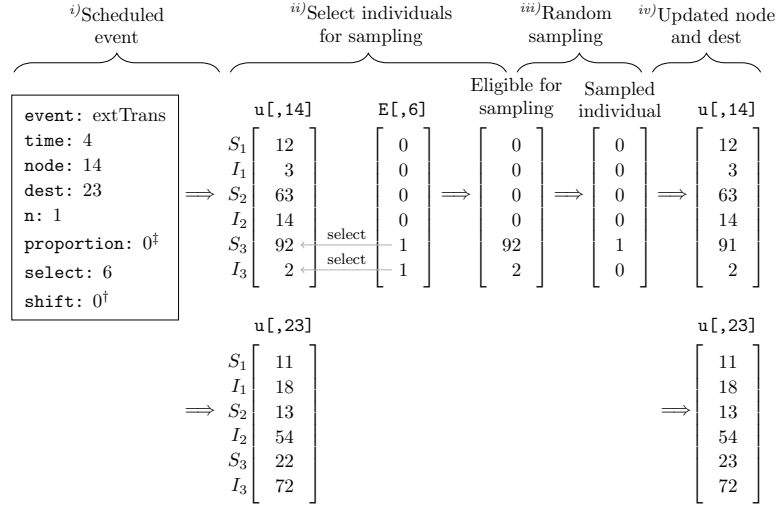 i)Scheduled event
ii)Select individuals for sampling
iii)Random sampling
iv)Updated node and dest
event: extTrans
time: 4
node: 14
dest: 23
n: 1
proportion: 0‡
select: 6
shift: 0†
u[,14] E[,6] Eligible for sampling Sampled individual u[,14]
S1 12 0 0 0 12
I1 3 0 0 0 3
S2 63 0 0 0 63
⟹ ⟹ ⟹ ⟹
I2 14 0 0 0 14
S3 92 select 1 92 1 91
I3 2 select 1 2 0 2
u[,23] u[,23]
S1 11 11
I1 18 18
S2 13 13
⟹ ⟹
I2 54 54
S3 22 23
I3 72 72